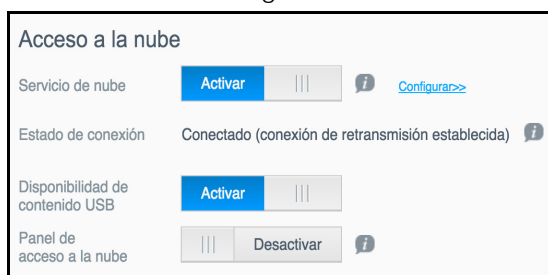 Acceso a la nube
Servicio de nube Activar Configurar>>
Estado de conexión Conectado (conexión de retransmisión establecida)
Disponibilidad de
contenido USB Activar
Panel de
acceso a la nube Desactivar